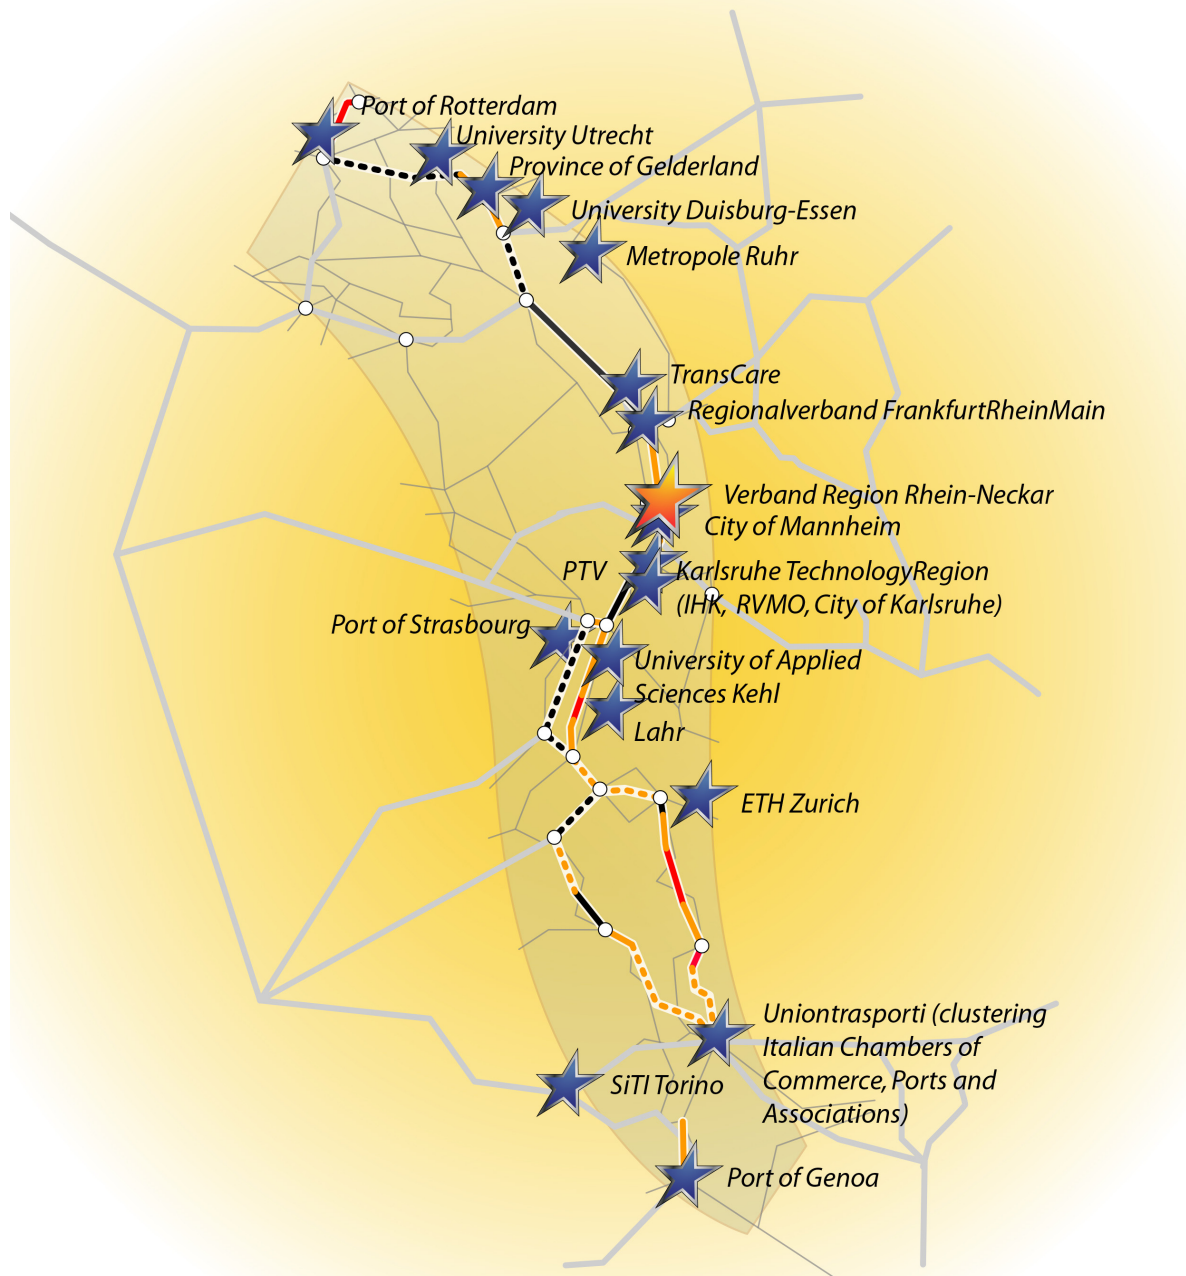 Port of Rotterdam
University Utrecht
Province of Gelderland
University Duisburg-Essen
Metropole Ruhr
TransCare
Regionalverband FrankfurtRheinMain
Verband Region Rhein-Neckar
City of Mannheim
PTV
Karlsruhe TechnologyRegion
(IHK, RVMO, City of Karlsruhe)
Port of Strasbourg
University of Applied
Sciences Kehl
Lahr
ETH Zurich
Uniontrasporti (clustering
Italian Chambers of
Commerce, Ports and
Associations)
SiTI Torino
Port of Genoa